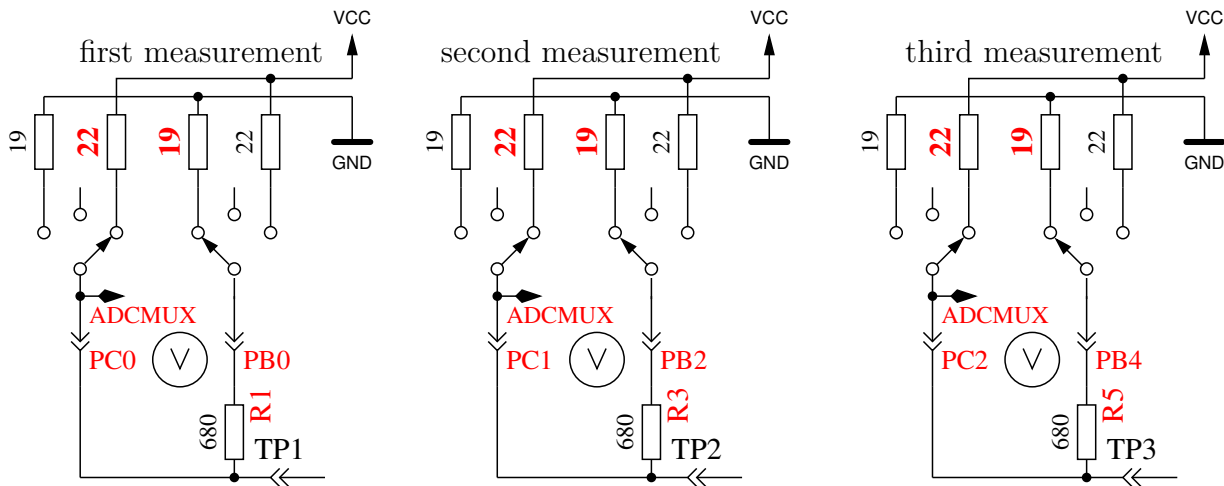 first measurement
VCC
19
22
19
22
GND
ADCMUX
PC0
V
PB0
R1
680
TP1
second measurement
VCC
19
22
19
22
GND
ADCMUX
PC1
V
PB2
R3
680
TP2
third measurement
VCC
19
22
19
22
GND
ADCMUX
PC2
V
PB4
R5
680
TP3